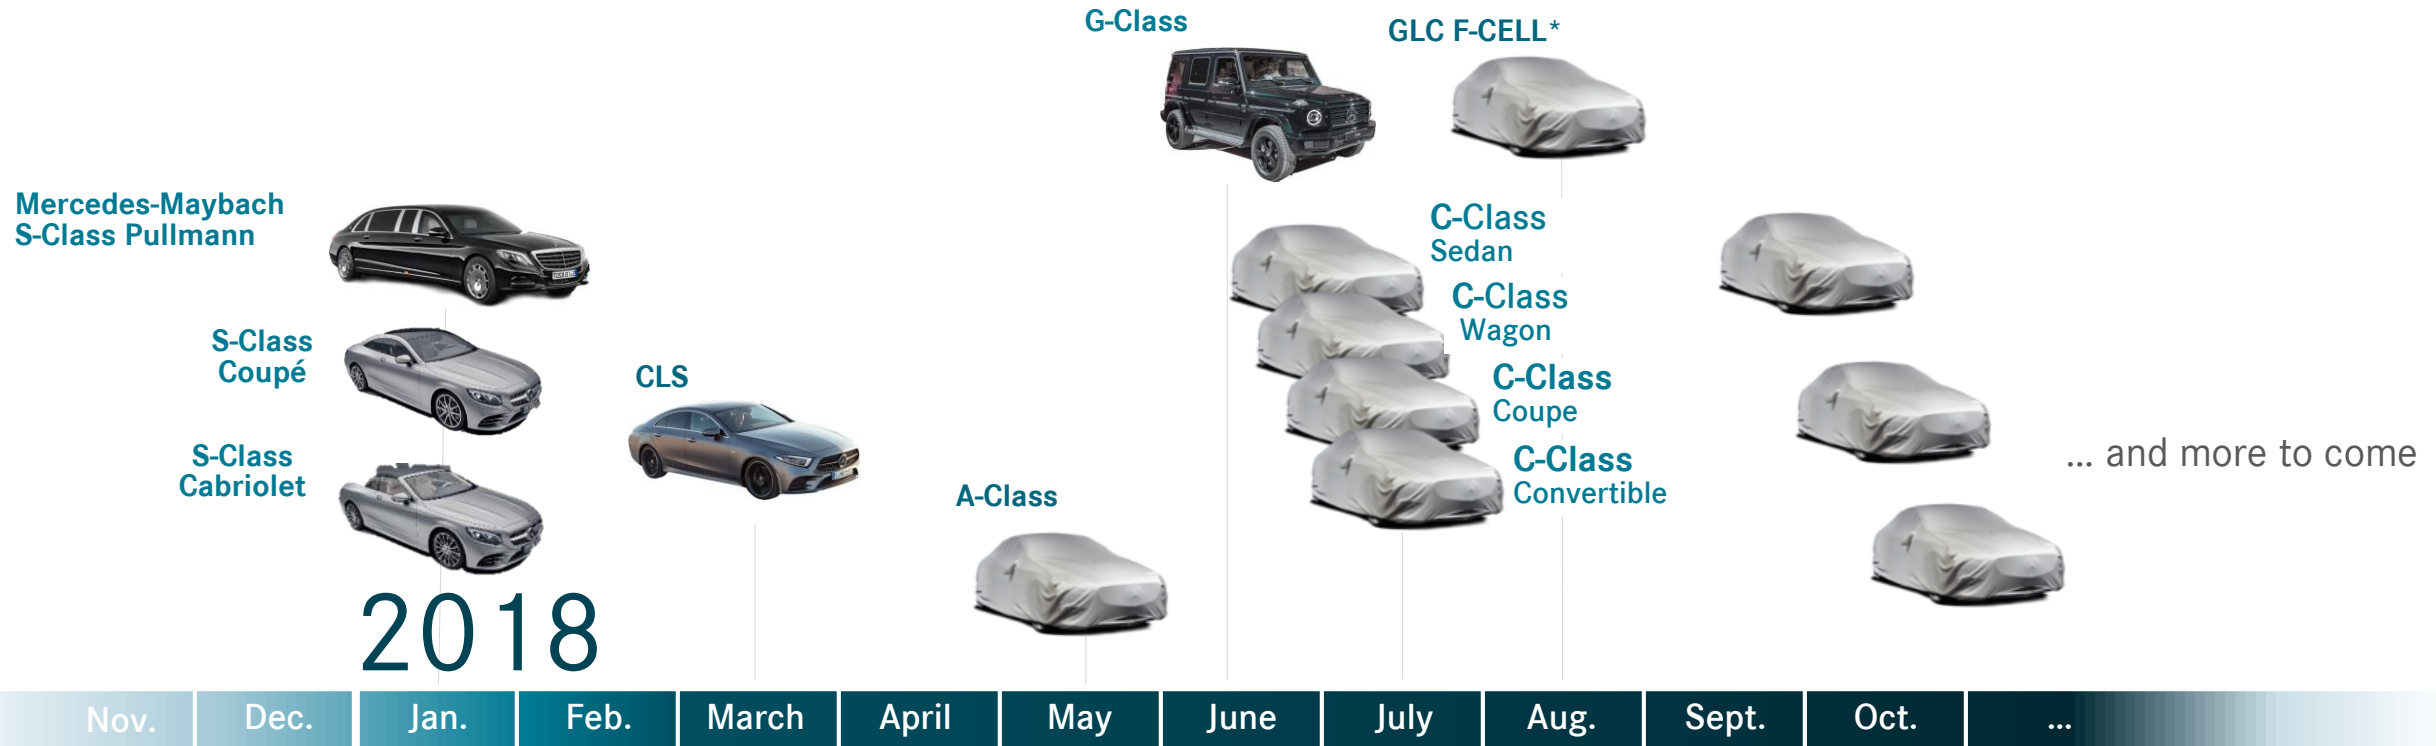 G-Class
GLC F-CELL*
Mercedes-Maybach
S-Class Pullmann
C-Class
Sedan
C-Class
Wagon
S-Class
Coupé
CLS
C-Class
Coupe
S-Class
Cabriolet
C-Class
Convertible
... and more to come
A-Class
2018
Nov.
Dec.
Jan.
Feb.
March
April
May
June
July
Aug.
Sept.
Oct.
...